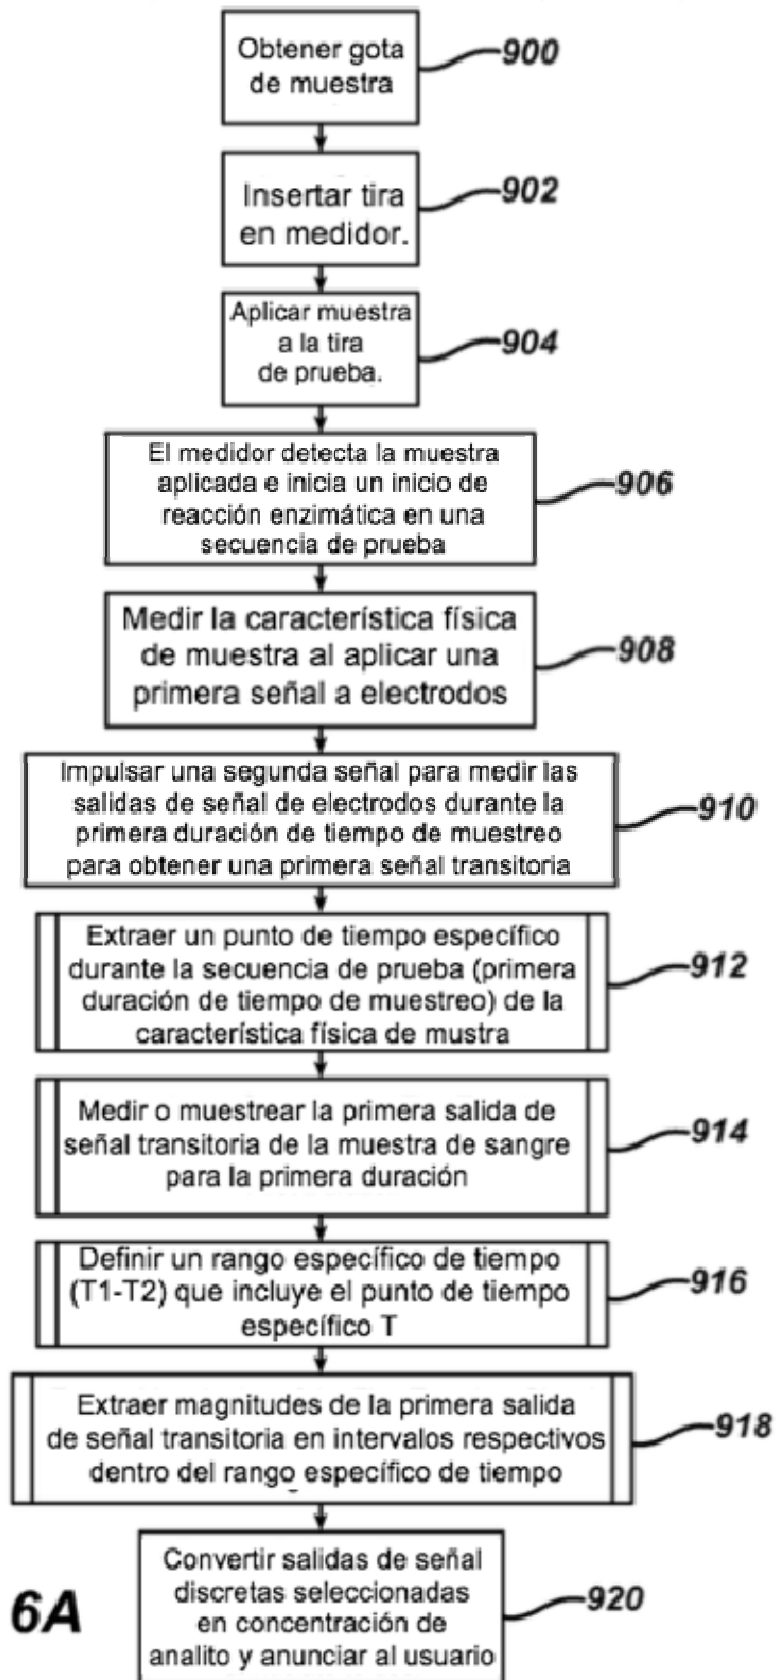 Obtener gota
de muestra
900
Insertar tira
en medidor.
902
Aplicar muestra
a la tira
de prueba.
904
El medidor detecta la muestra
aplicada e inicia un inicio de
reacción enzimática en una
secuencia de prueba
906
Medir la característica física
de muestra al aplicar una
primera señal a electrodos
908
Impulsar una segunda señal para medir las
salidas de señal de electrodos durante la
primera duración de tiempo de muestreo
para obtener una primera señal transitoria
910
Extraer un punto de tiempo específico
durante la secuencia de prueba (primera
duración de tiempo de muestreo) de la
característica física de mustra
912
Medir o muestrear la primera salida de
señal transitoria de la muestra de sangre
para la primera duración
914
Definir un rango específico de tiempo
(T1-T2) que incluye el punto de tiempo
específico T
916
Extraer magnitudes de la primera salida
de señal transitoria en intervalos respectivos
dentro del rango específico de tiempo
918
Convertir salidas de señal
discretas seleccionadas
en concentración de
analito y anunciar al usuario
920
6A